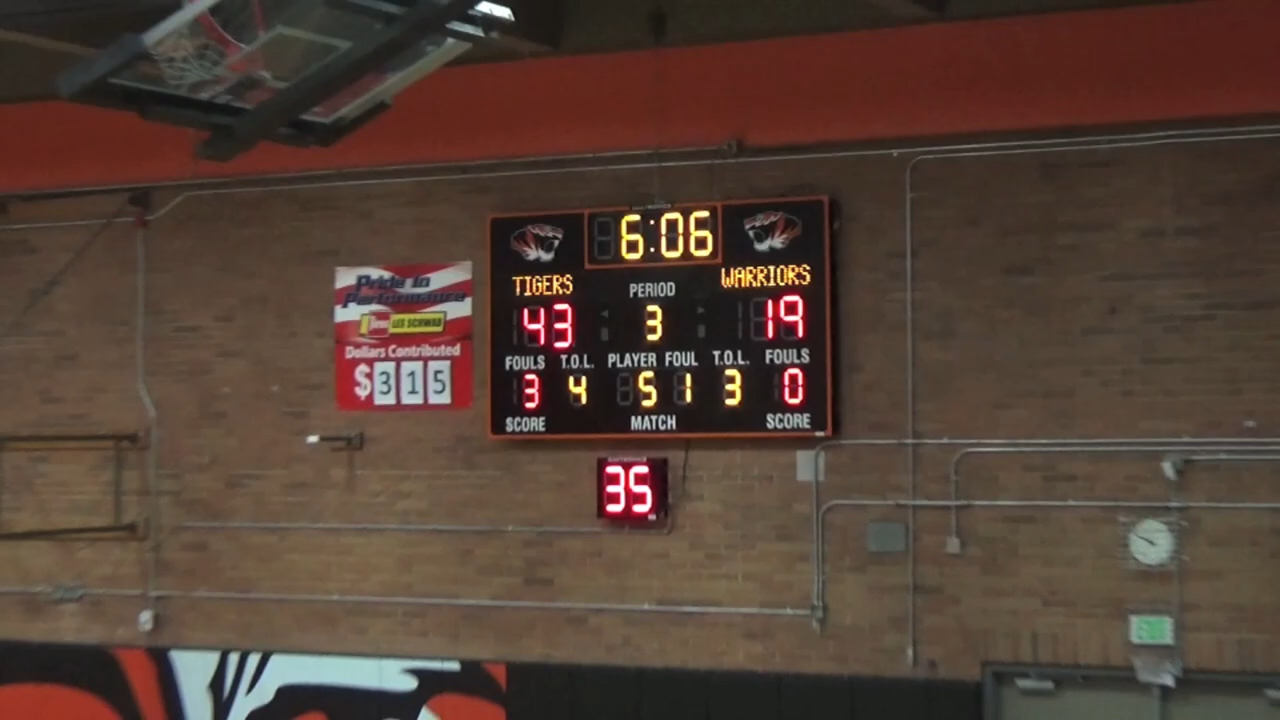 6:06
TIGERS
WARRIORS
PERIOD
43
3
19
FOULS T.O.L. PLAYER FOUL T.O.L. FOULS
3 4 5 1 3 0
SCORE MATCH SCORE
35
Pride In
Performance
LES SCHWAB
Dollars Contributed
$315